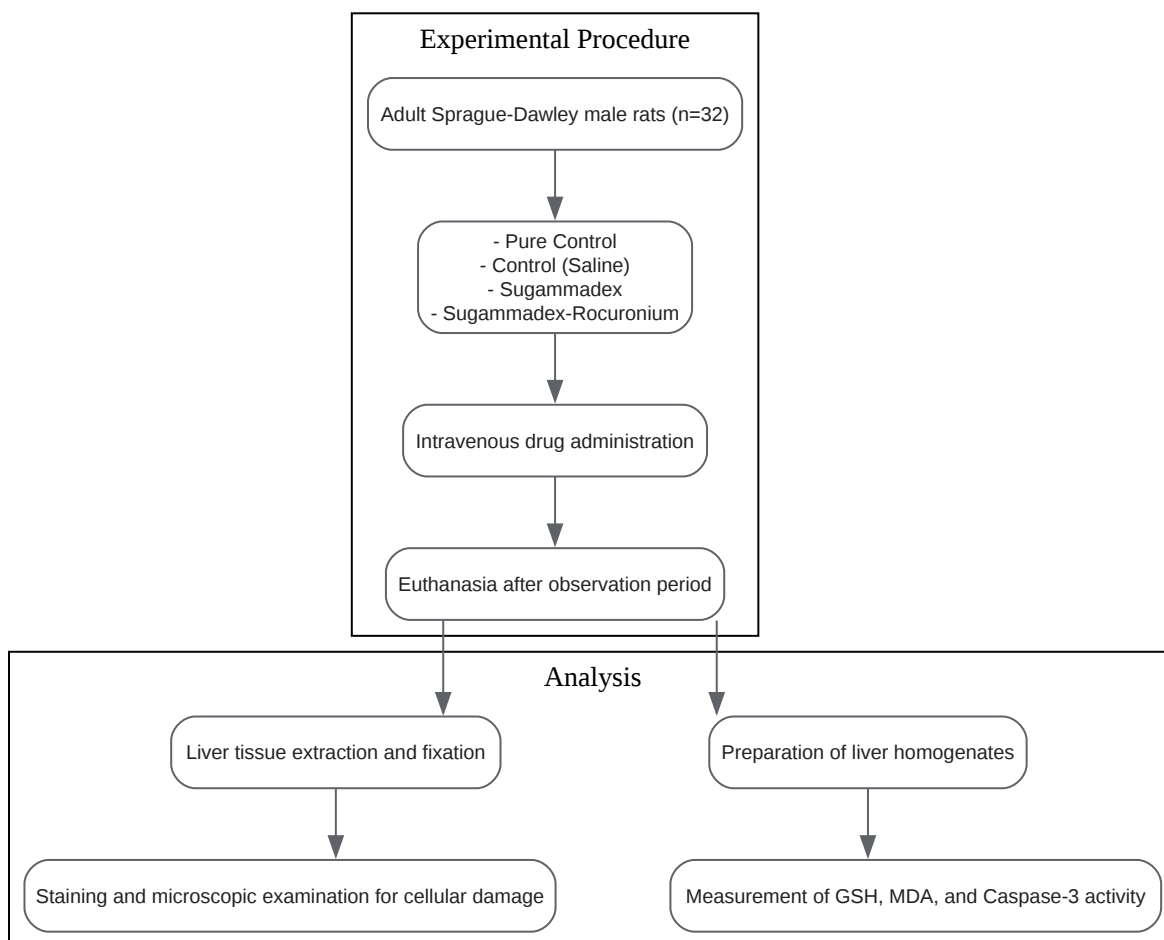 Experimental Procedure
Adult Sprague-Dawley male rats (n=32)
- Pure Control
- Control (Saline)
- Sugammadex
- Sugammadex-Rocuronium
Intravenous drug administration
Euthanasia after observation period
Analysis
Liver tissue extraction and fixation
Preparation of liver homogenates
Staining and microscopic examination for cellular damage
Measurement of GSH, MDA, and Caspase-3 activity